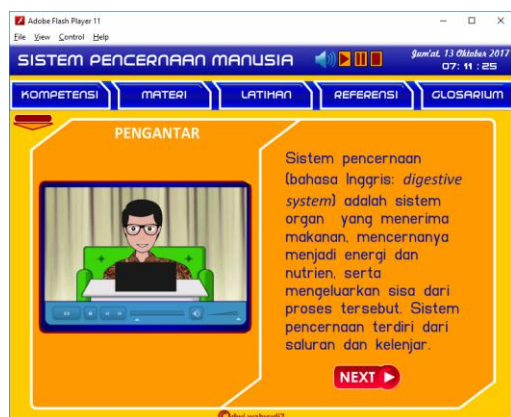 Adobe Flash Player 11
File View Control Help
SISTEM PENCERNAAN MANUSIA
Jum'at, 13 Oktober 2017
07: 11 : 25
KOMPETENSI
MATERI
LATIHAN
REFERENSI
GLOSARIUM
PENGANTAR
Sistem pencernaan
(bahasa Inggris: digestive
system) adalah sistem
organ yang menerima
makanan, mencernanya
menjadi energi dan
nutrien, serta
mengeluarkan sisa dari
proses tersebut. Sistem
pencernaan terdiri dari
saluran dan kelenjar.
NEXT